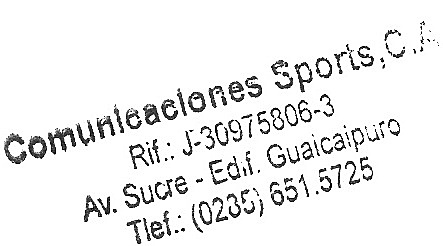 Comunicaciones Sports,C.A
Rif.: J-30975806-3
Av. Sucre - Edif. Guaicaipuro
Tlef.: (0235) 651.5725